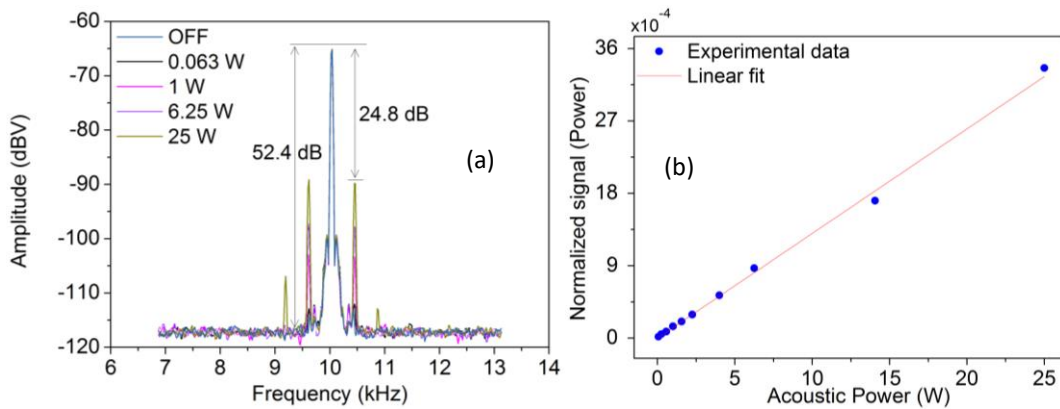 -60
-70
-80
-90
-100
-110
-120
Amplitude (dBV)
OFF
0.063 W
1 W
6.25 W
25 W
52.4 dB
24.8 dB
(a)
6 7 8 9 10 11 12 13 14
Frequency (kHz)
x10-4
36
27
18
9
0
Normalized signal (Power)
Experimental data
Linear fit
(b)
0 5 10 15 20 25
Acoustic Power (W)